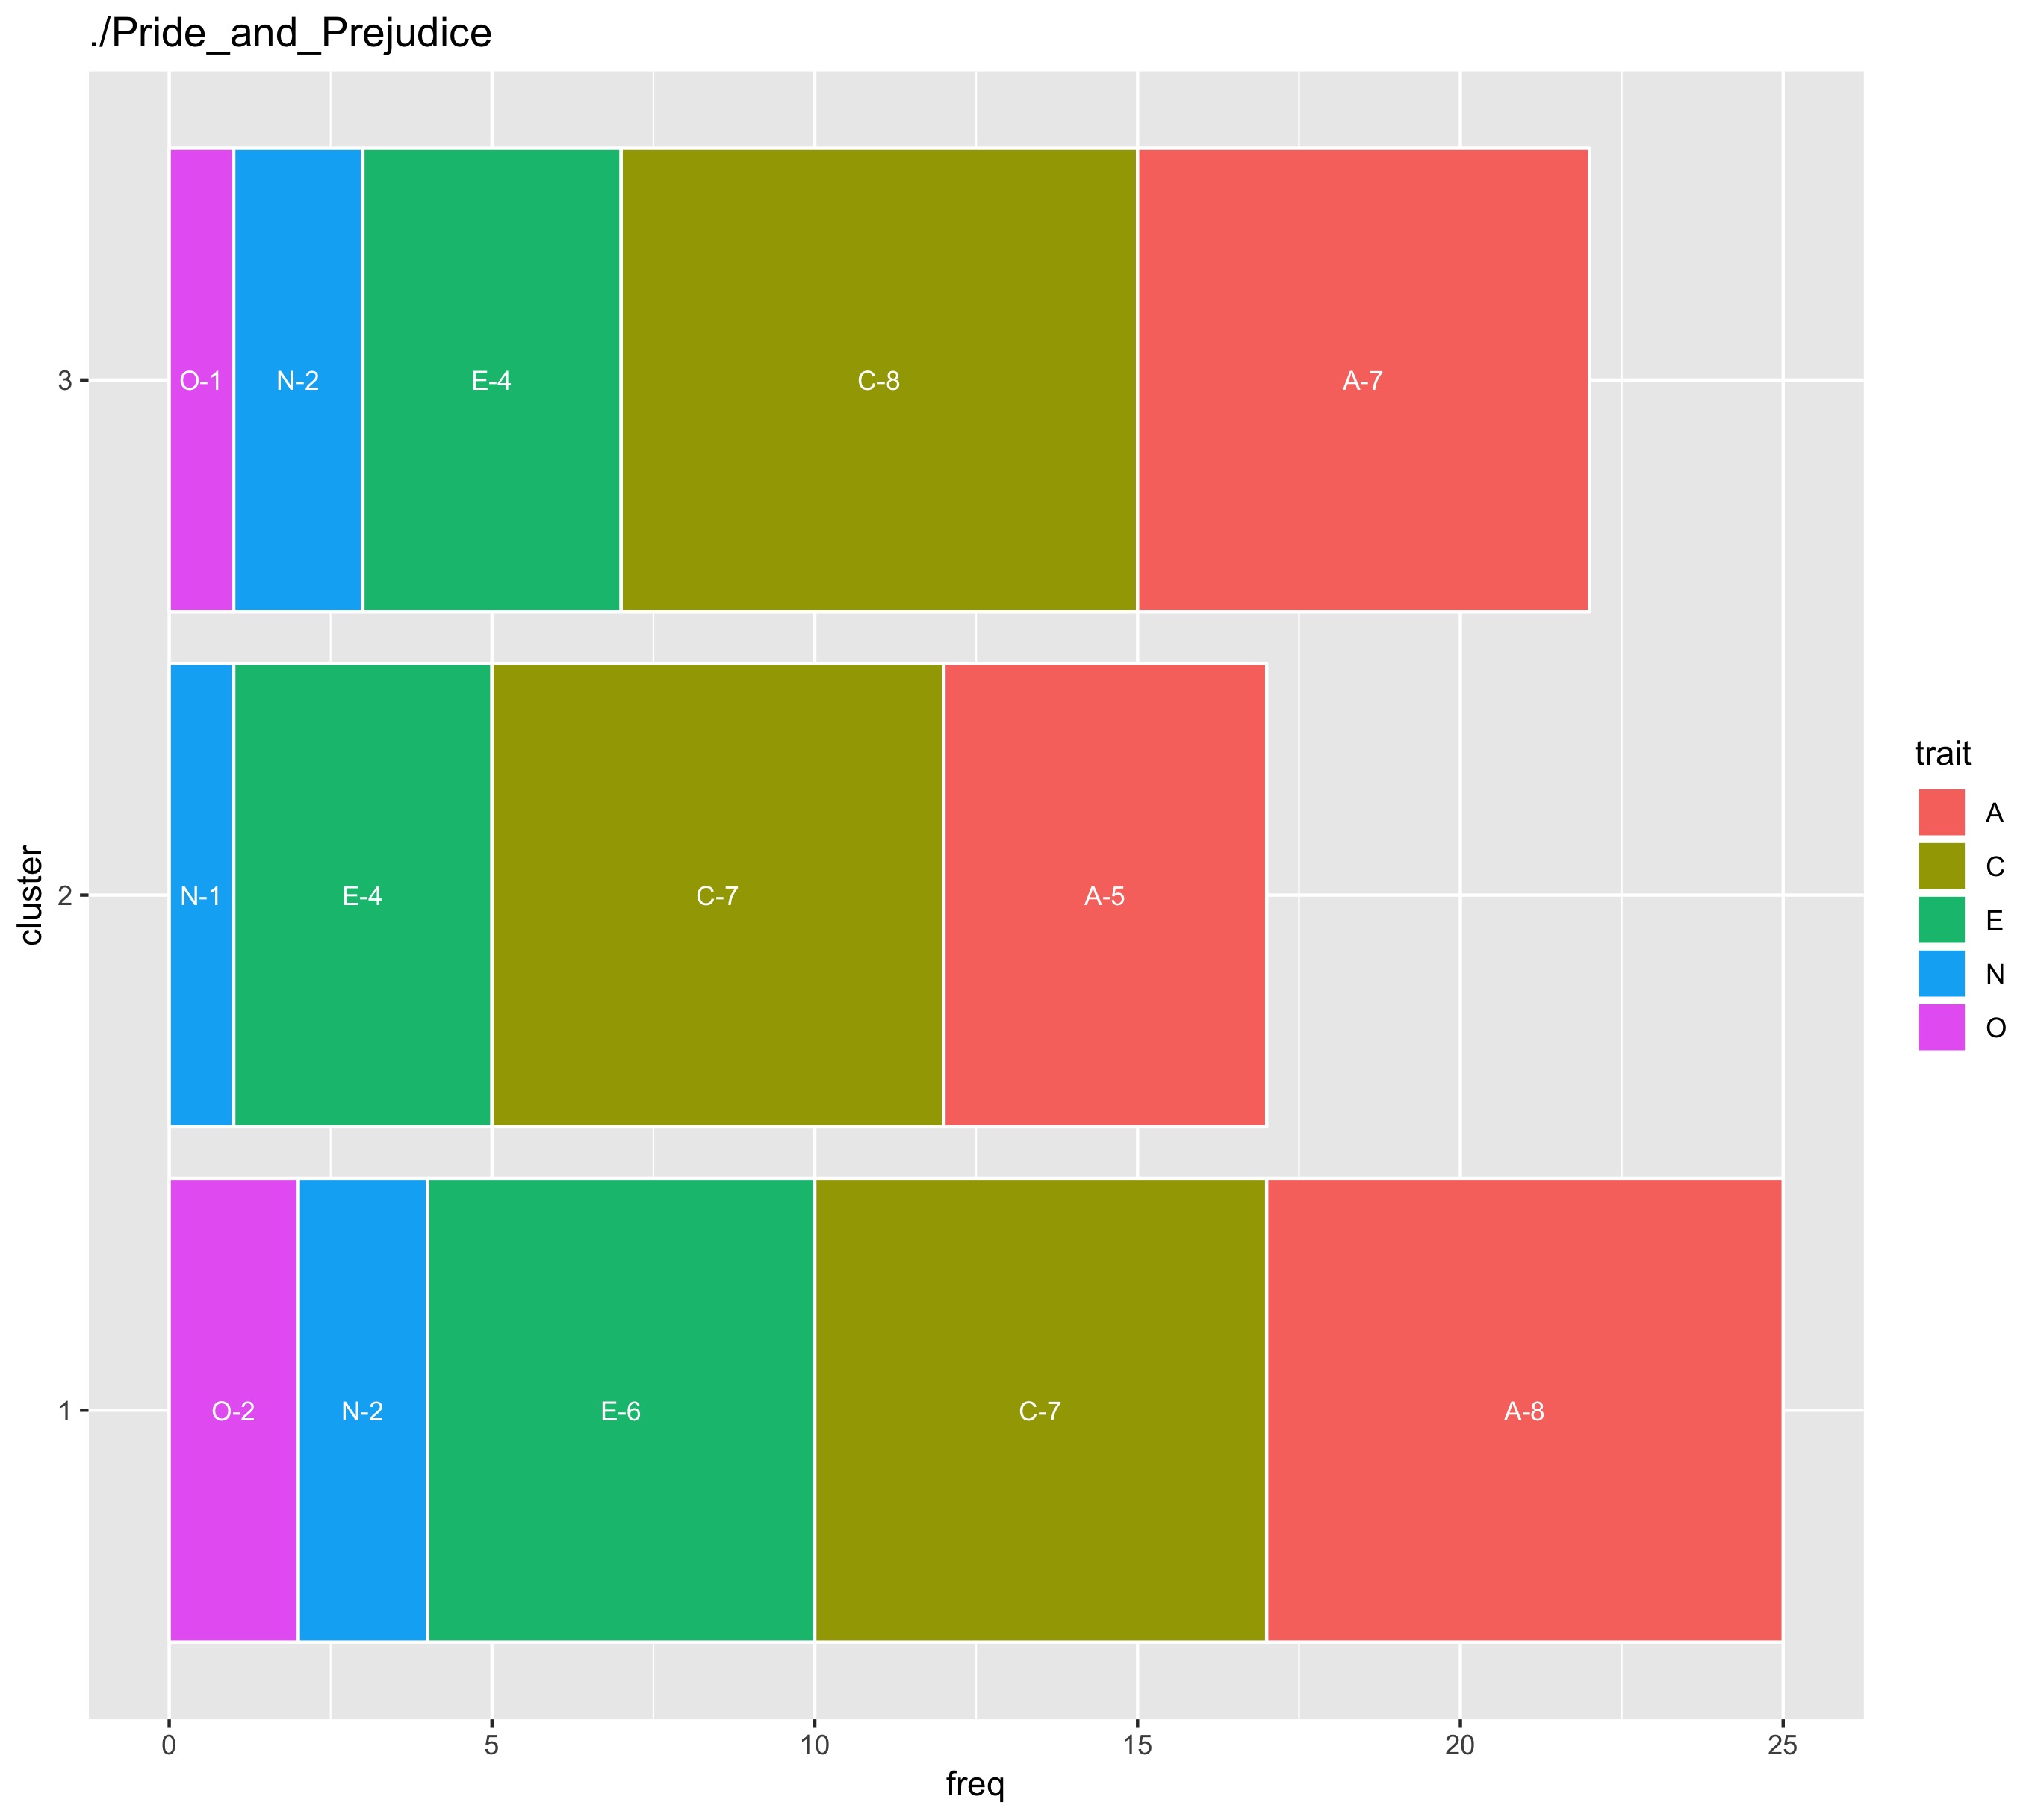 ./Pride_and_Prejudice
3
O-1 N-2 E-4 C-8 A-7
cluster
2
N-1 E-4 C-7 A-5
1
O-2 N-2 E-6 C-7 A-8
0 5 10 15 20 25
freq
trait
A
C
E
N
O